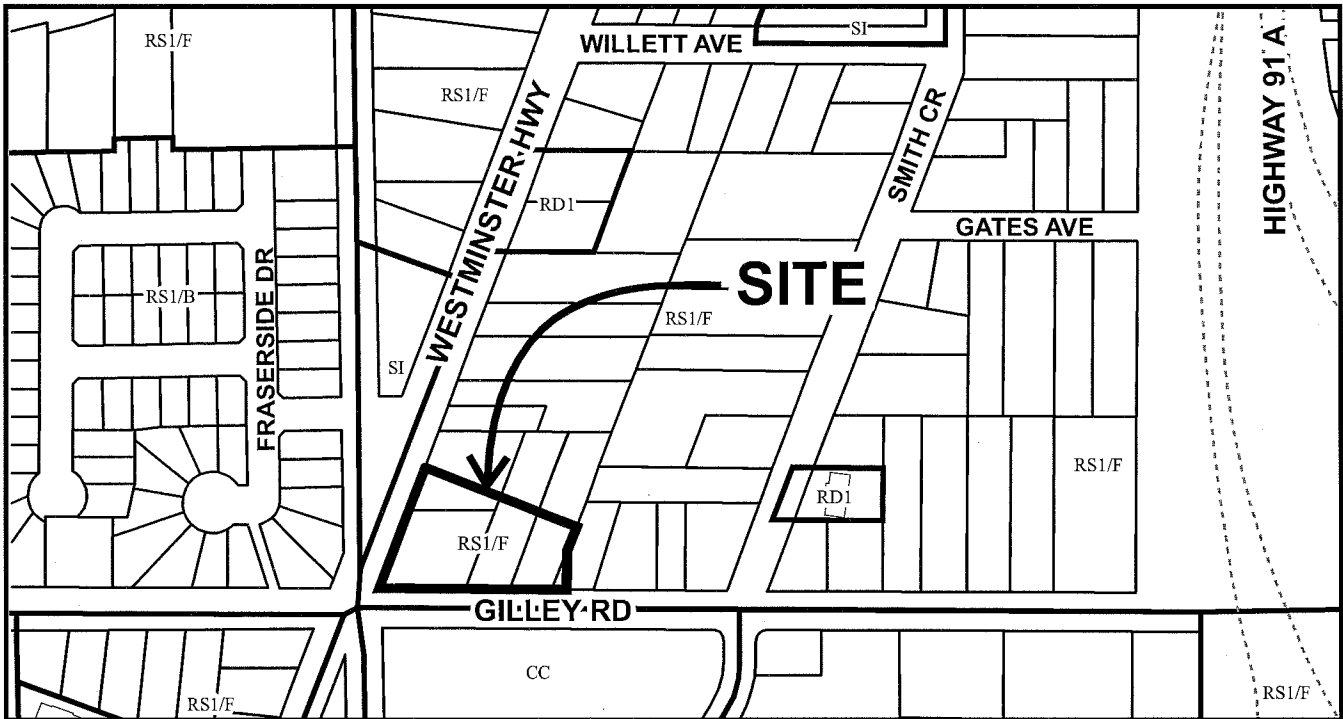 RS1/F
SI
WILLETT AVE
HIGHWAY 91 A
RS1/F
WESTMINSTER HWY
SMITH CR
RD1
GATES AVE
FRASERSIDE DR
RS1/B
SITE
RS1/F
SI
RS1/F
RD1
RS1/F
GILLEY RD
CC
RS1/F
RS1/F